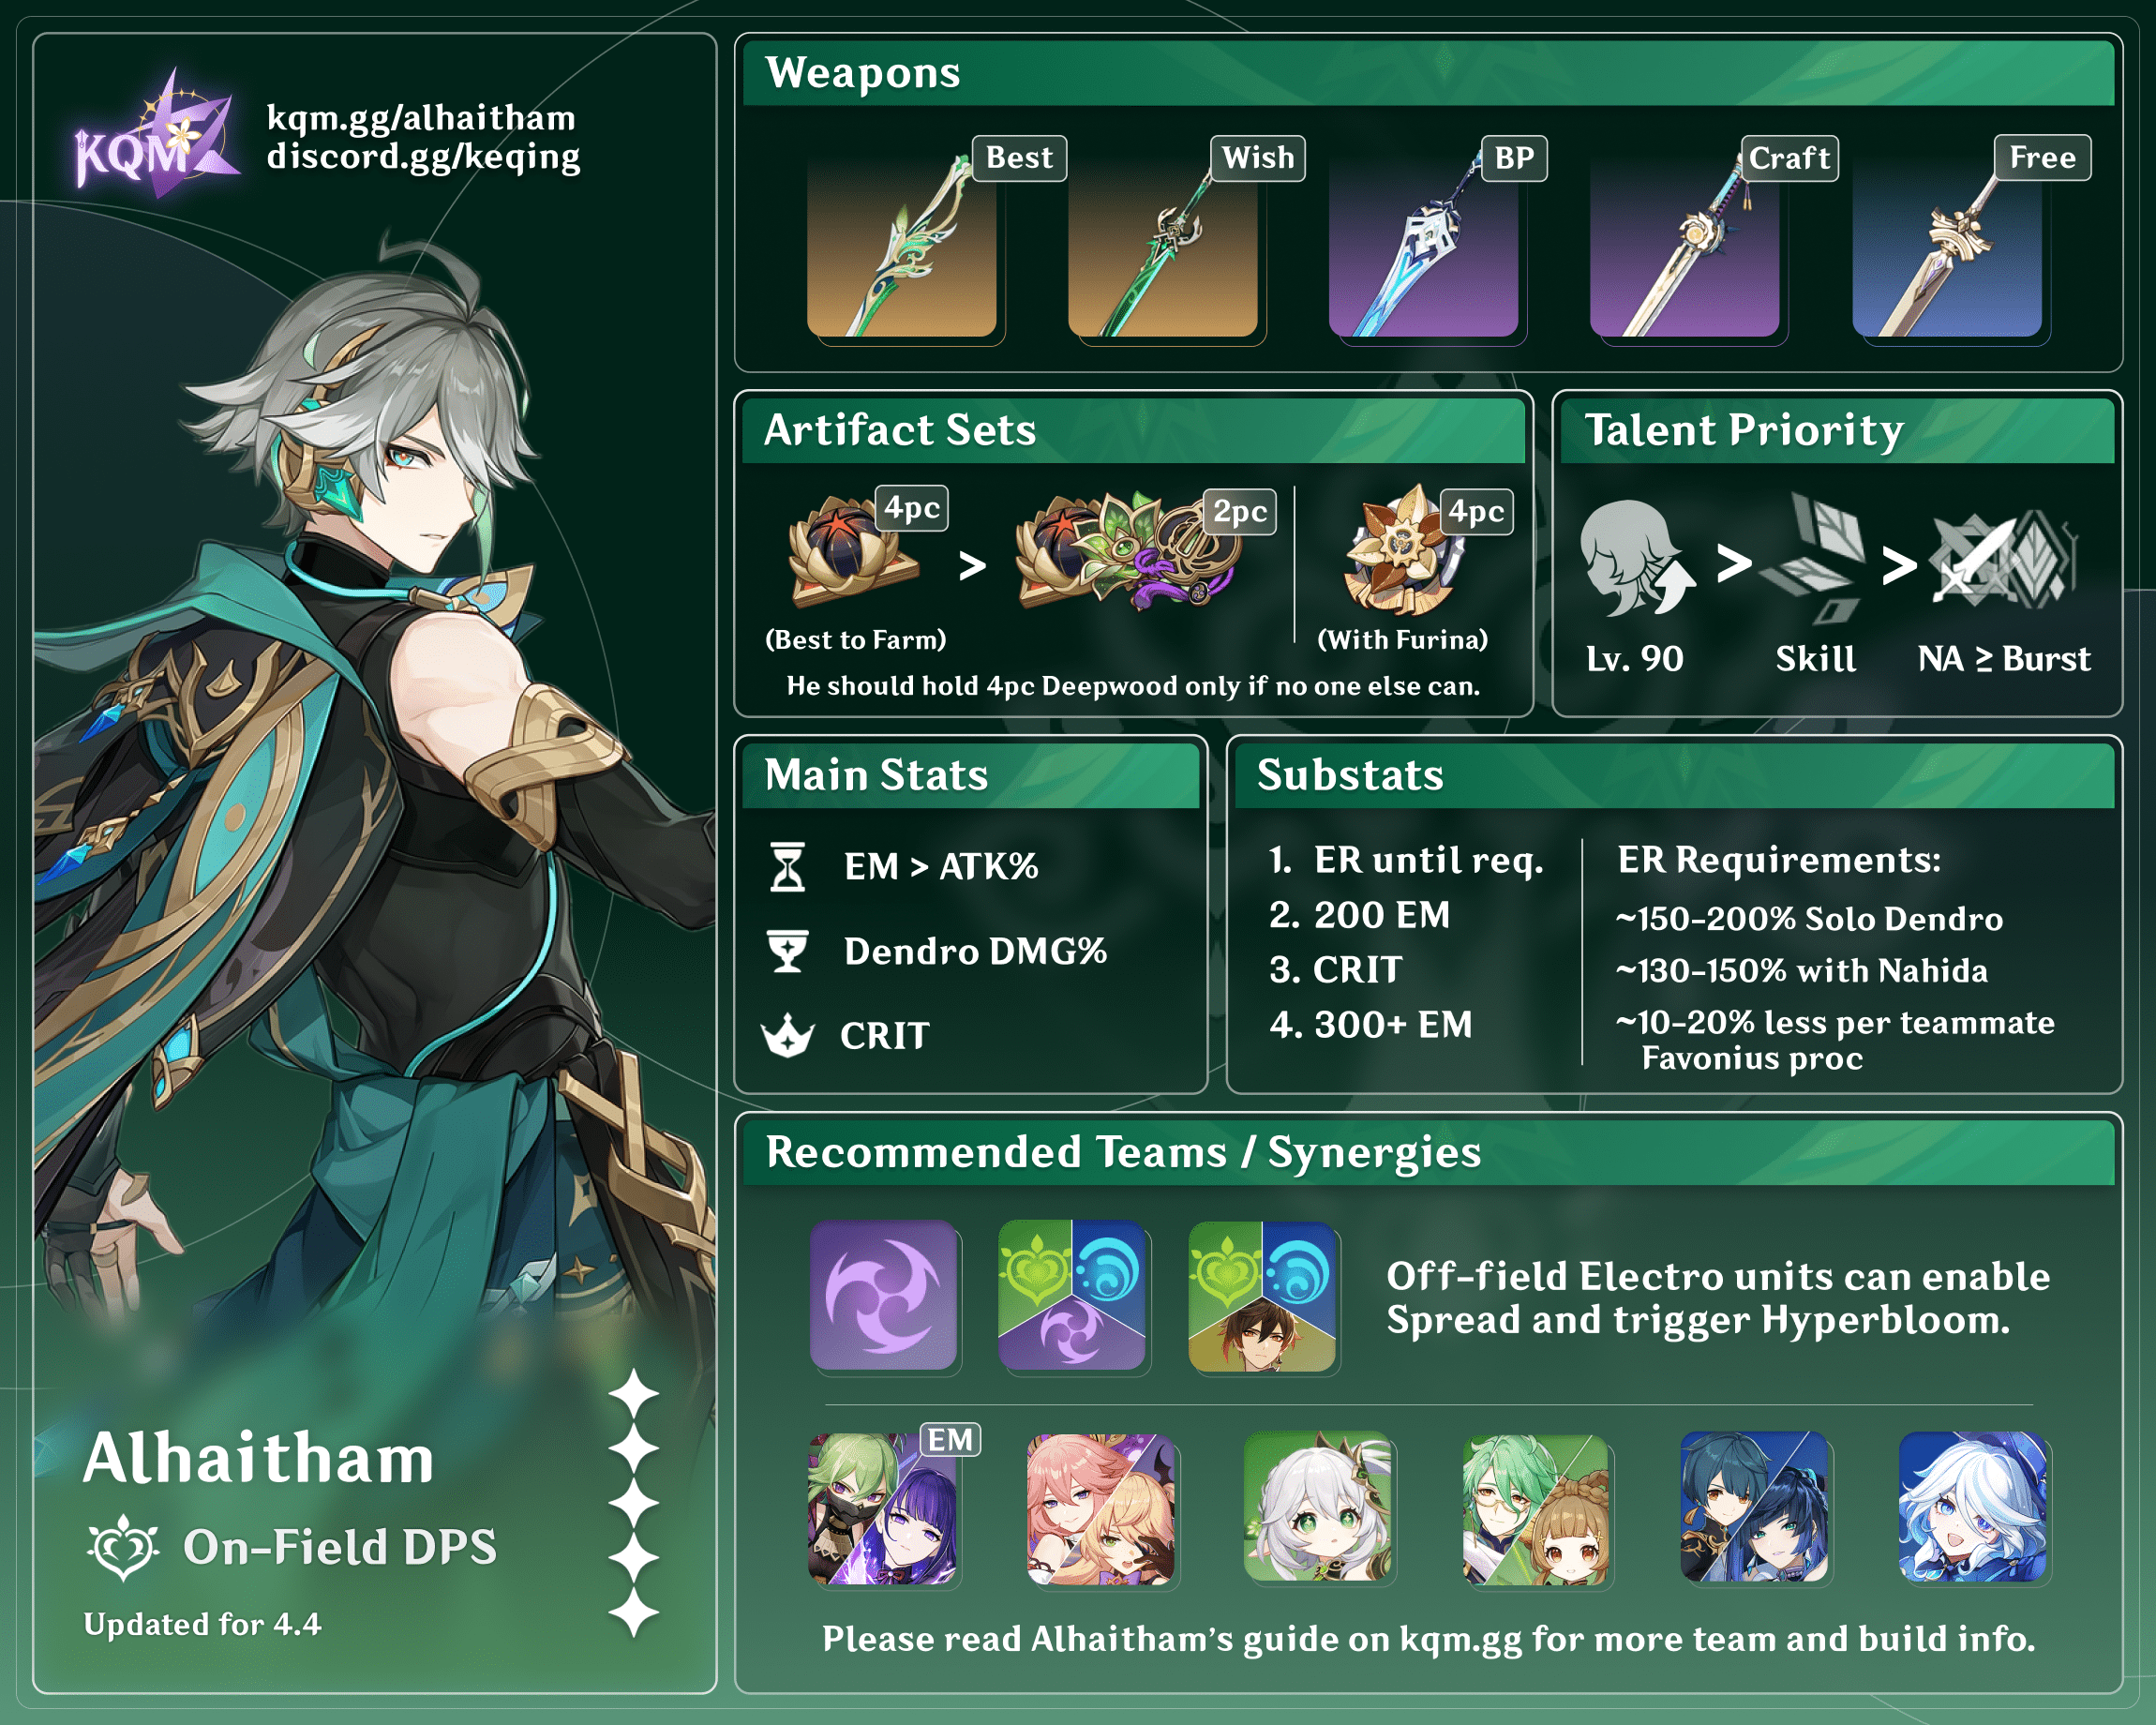 KQM
kqm.gg/alhaitham
discord.gg/keqing
Alhaitham
On-Field DPS
Updated for 4.4
Weapons
Best
Wish
BP
Craft
Free
Artifact Sets
4pc
>
2pc
4pc
(Best to Farm)
(With Furina)
He should hold 4pc Deepwood only if no one else can.
Talent Priority
> >
Lv. 90
Skill
NA ≥ Burst
Main Stats
EM > ATK%
Dendro DMG%
CRIT
Substats
1. ER until req.
2. 200 EM
3. CRIT
4. 300+ EM
ER Requirements:
~150-200% Solo Dendro
~130-150% with Nahida
~10-20% less per teammate
Favonius proc
Recommended Teams / Synergies
Off-field Electro units can enable
Spread and trigger Hyperbloom.
EM
Please read Alhaitham's guide on kqm.gg for more team and build info.